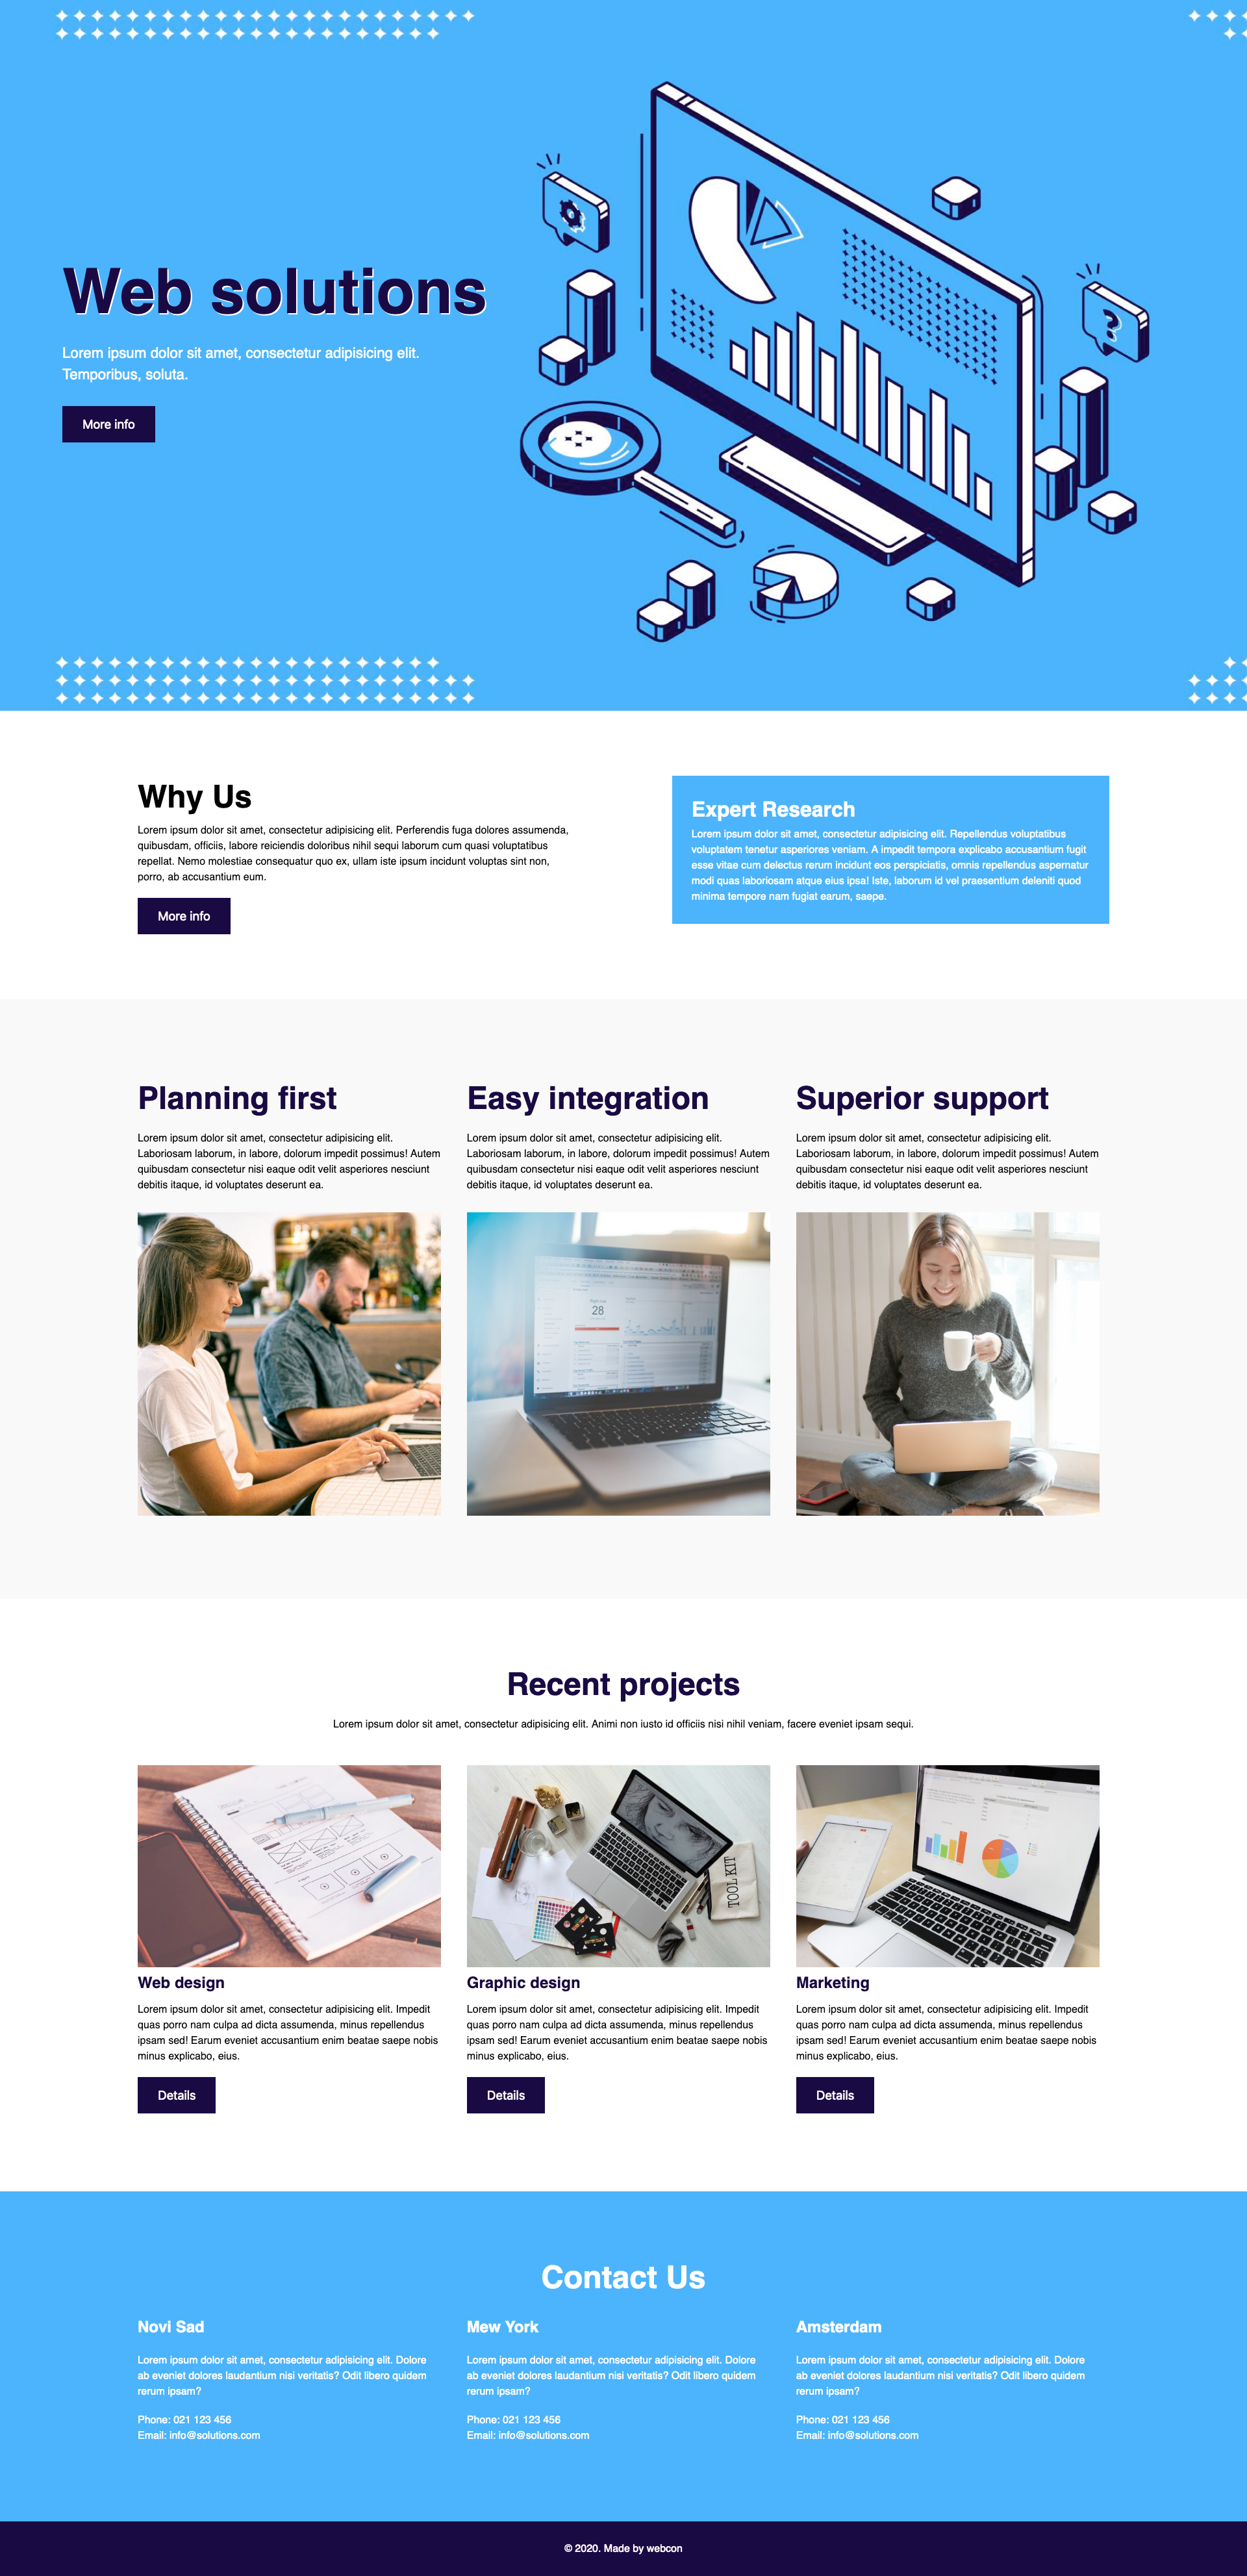 Web solutions
Lorem ipsum dolor sit amet, consectetur adipisicing elit.
Temporibus, soluta.
More info
Why Us
Lorem ipsum dolor sit amet, consectetur adipisicing elit. Perferendis fuga dolores assumenda,
quibusdam, officiis, labore reiciendis doloribus nihil sequi laborum cum quasi voluptatibus
repellat. Nemo molestiae consequatur quo ex, ullam iste ipsum incidunt voluptas sint non,
porro, ab accusantium eum.
More info
Expert Research
Lorem ipsum dolor sit amet, consectetur adipisicing elit. Repellendus voluptatibus
voluptatem tenetur asperiores veniam. A impedit tempora explicabo accusantium fugit
esse vitae cum delectus rerum incidunt eos perspiciatis, omnis repellendus aspernatur
modi quas laboriosam atque eius ipsa! Iste, laborum id vel praesentium deleniti quod
minima tempore nam fugiat earum, saepe.
Planning first
Lorem ipsum dolor sit amet, consectetur adipisicing elit.
Laboriosam laborum, in labore, dolorum impedit possimus! Autem
quibusdam consectetur nisi eaque odit velit asperiores nesciunt
debitis itaque, id voluptates deserunt ea.
Easy integration
Lorem ipsum dolor sit amet, consectetur adipisicing elit.
Laboriosam laborum, in labore, dolorum impedit possimus! Autem
quibusdam consectetur nisi eaque odit velit asperiores nesciunt
debitis itaque, id voluptates deserunt ea.
28
Superior support
Lorem ipsum dolor sit amet, consectetur adipisicing elit.
Laboriosam laborum, in labore, dolorum impedit possimus! Autem
quibusdam consectetur nisi eaque odit velit asperiores nesciunt
debitis itaque, id voluptates deserunt ea.
Recent projects
Lorem ipsum dolor sit amet, consectetur adipisicing elit. Animi non iusto id officiis nisi nihil veniam, facere eveniet ipsam sequi.
Web design
Lorem ipsum dolor sit amet, consectetur adipisicing elit. Impedit
quas porro nam culpa ad dicta assumenda, minus repellendus
ipsam sed! Earum eveniet accusantium enim beatae saepe nobis
minus explicabo, eius.
Details
TOOL KIT
Graphic design
Lorem ipsum dolor sit amet, consectetur adipisicing elit. Impedit
quas porro nam culpa ad dicta assumenda, minus repellendus
ipsam sed! Earum eveniet accusantium enim beatae saepe nobis
minus explicabo, eius.
Details
Marketing
Lorem ipsum dolor sit amet, consectetur adipisicing elit. Impedit
quas porro nam culpa ad dicta assumenda, minus repellendus
ipsam sed! Earum eveniet accusantium enim beatae saepe nobis
minus explicabo, eius.
Details
Contact Us
Novi Sad
Lorem ipsum dolor sit amet, consectetur adipisicing elit. Dolore
ab eveniet dolores laudantium nisi veritatis? Odit libero quidem
rerum ipsam?
Phone: 021 123 456
Email: info@solutions.com
Mew York
Lorem ipsum dolor sit amet, consectetur adipisicing elit. Dolore
ab eveniet dolores laudantium nisi veritatis? Odit libero quidem
rerum ipsam?
Phone: 021 123 456
Email: info@solutions.com
Amsterdam
Lorem ipsum dolor sit amet, consectetur adipisicing elit. Dolore
ab eveniet dolores laudantium nisi veritatis? Odit libero quidem
rerum ipsam?
Phone: 021 123 456
Email: info@solutions.com
© 2020. Made by webcon